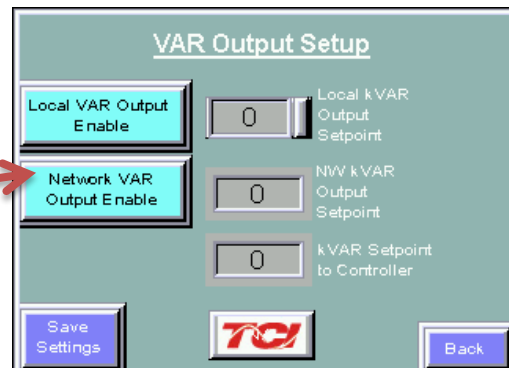 VAR Output Setup
Local VAR Output
Enable
0
Local kVAR
Output
Setpoint
Network VAR
Output Enable
0
NW kVAR
Output
Setpoint
0
kVAR Setpoint
to Controller
Save
Settings
TCI
Back